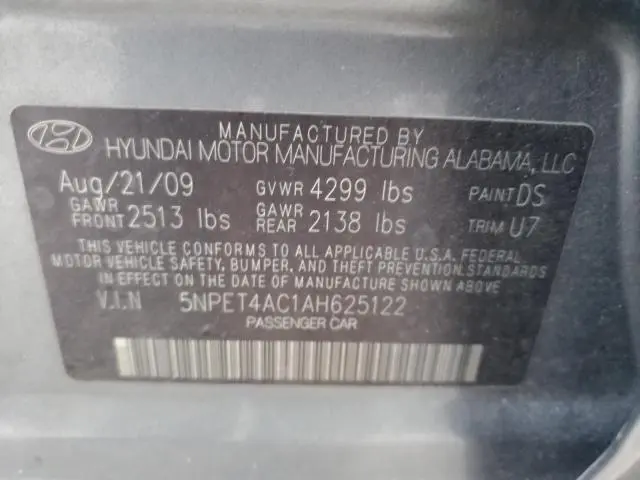 MANUFACTURED BY
HYUNDAI MOTOR MANUFACTURING ALABAMA, LLC
Aug/21/09 GVWR 4299 lbs PAINT DS
GAWR FRONT 2513 lbs GAWR REAR 2138 lbs TRIM U7
THIS VEHICLE CONFORMS TO ALL APPLICABLE U.S.A. FEDERAL
MOTOR VEHICLE SAFETY, BUMPER, AND THEFT PREVENTION STANDARDS
IN EFFECT ON THE DATE OF MANUFACTURE SHOWN ABOVE
V.I.N 5NPET4AC1AH625122
PASSENGER CAR